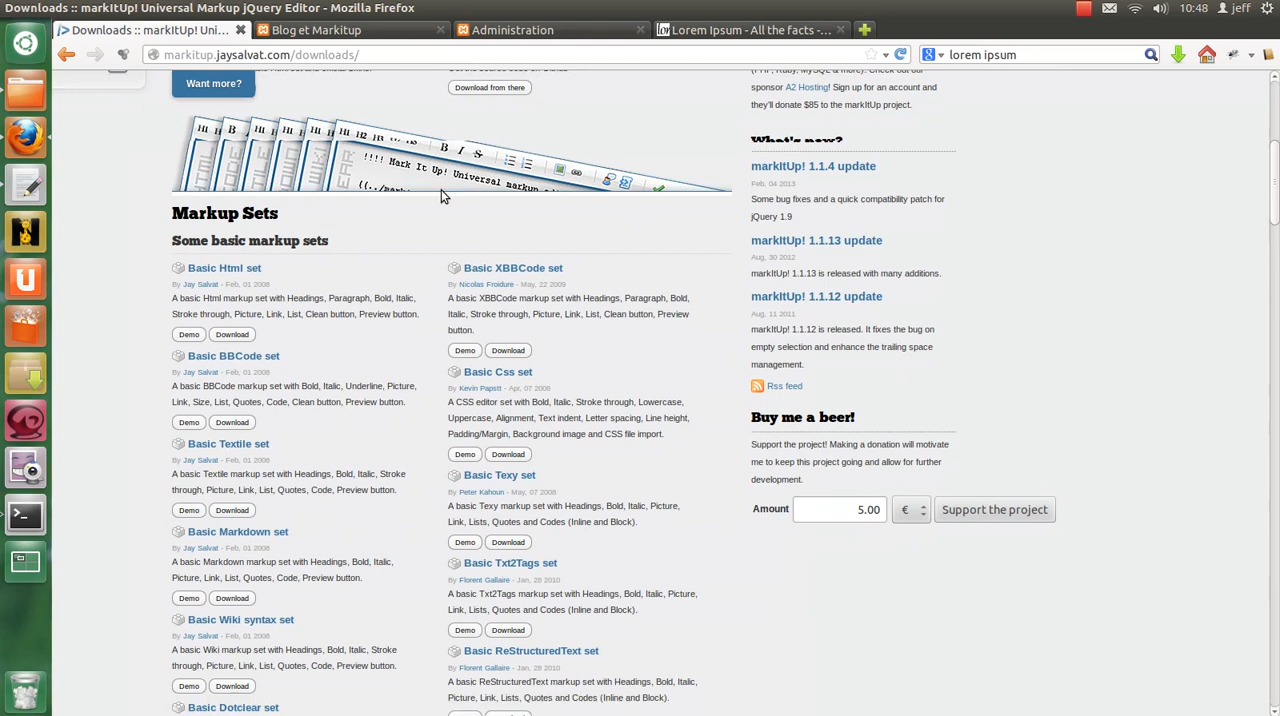 Downloads :: markItUp! Universal Markup jQuery Editor - Mozilla Firefox
10:48 jeff
Downloads :: markItUp! Uni...
Blog et Markitup
Administration
Lorem Ipsum - All the facts -...
markitup.jaysalvat.com/downloads/
lorem ipsum
Want more?
Download from there
sponsor A2 Hosting! Sign up for an account and
they'll donate $85 to the markItUp project.
What's new?
markItUp! 1.1.4 update
Feb, 04 2013
Some bug fixes and a quick compatibility patch for
jQuery 1.9
markItUp! 1.1.13 update
Aug, 30 2012
markItUp! 1.1.13 is released with many additions.
markItUp! 1.1.12 update
Aug, 11 2011
markItUp! 1.1.12 is released. It fixes the bug on
empty selection and enhance the trailing space
management.
Rss feed
Buy me a beer!
Support the project! Making a donation will motivate
me to keep this project going and allow for further
development.
Amount 5.00 € Support the project
!!!! Mark It Up! Universal markup
Markup Sets
Some basic markup sets
Basic Html set
By Jay Salvat - Feb, 01 2008
A basic Html markup set with Headings, Paragraph, Bold, Italic,
Stroke through, Picture, Link, List, Clean button, Preview button.
Demo Download
Basic BBCode set
By Jay Salvat - Feb, 01 2008
A basic BBCode markup set with Bold, Italic, Underline, Picture,
Link, Size, List, Quotes, Code, Clean button, Preview button.
Demo Download
Basic Textile set
By Jay Salvat - Feb, 01 2008
A basic Textile markup set with Headings, Bold, Italic, Stroke
through, Picture, Link, List, Quotes, Code, Preview button.
Demo Download
Basic Markdown set
By Jay Salvat - Feb, 01 2008
A basic Markdown markup set with Headings, Bold, Italic,
Picture, Link, List, Quotes, Code, Preview button.
Demo Download
Basic Wiki syntax set
By Jay Salvat - Feb, 01 2008
A basic Wiki markup set with Headings, Bold, Italic, Stroke
through, Picture, Link, List, Quotes, Code, Preview button.
Demo Download
Basic Dotclear set
Basic XBBCode set
By Nicolas Froidure - May, 22 2009
A basic XBBCode markup set with Headings, Paragraph, Bold,
Italic, Stroke through, Picture, Link, List, Clean button, Preview
button.
Demo Download
Basic Css set
By Kevin Papstt - Apr, 07 2008
A CSS editor set with Bold, Italic, Stroke through, Lowercase,
Uppercase, Alignment, Text indent, Letter spacing, Line height,
Padding/Margin, Background image and CSS file import.
Demo Download
Basic Texy set
By Peter Kahoun - May, 07 2008
A basic Texy markup set with Headings, Bold, Italic, Picture,
Link, Lists, Quotes and Codes (Inline and Block).
Demo Download
Basic Txt2Tags set
By Florent Gallaire - Jan, 28 2010
A basic Txt2Tags markup set with Headings, Bold, Italic, Picture,
Link, Lists, Quotes and Codes (Inline and Block).
Demo Download
Basic ReStructuredText set
By Florent Gallaire - Jan, 28 2010
A basic ReStructuredText markup set with Headings, Bold, Italic,
Picture, Link, Lists, Quotes and Codes (Inline and Block).